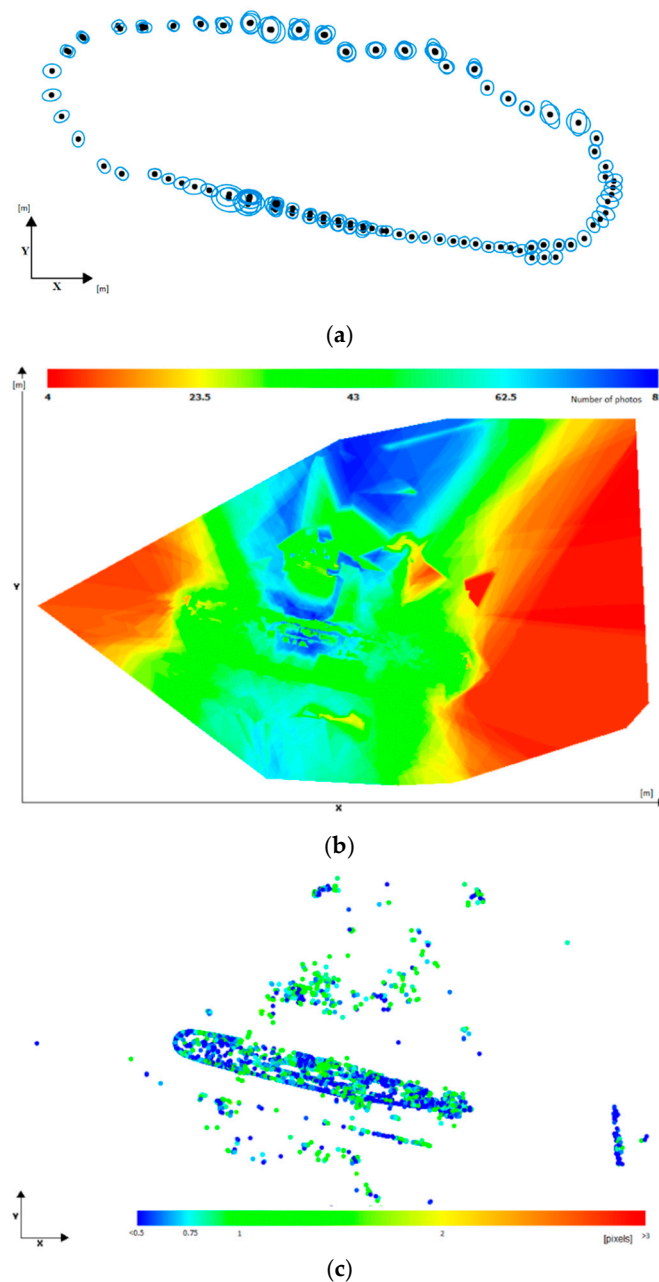 [m]
Y
X
[m]
(a)
[m]
4 23.5 43 62.5 Number of photos 8
Y
[m]
X
(b)
Y
X
<0.5 0.75 1 2 [pixels] >3
(c)